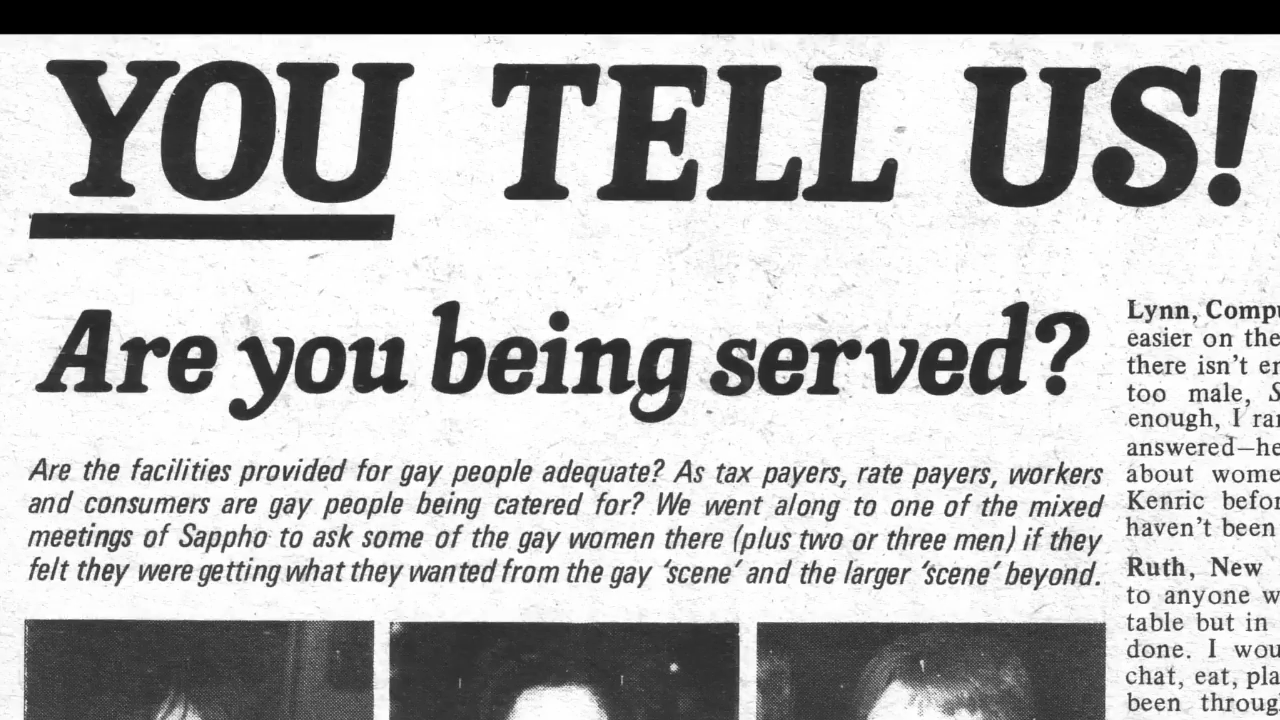 YOU TELL US!
Are you being served?
Are the facilities provided for gay people adequate? As tax payers, rate payers, workers
and consumers are gay people being catered for? We went along to one of the mixed
meetings of Sappho to ask some of the gay women there (plus two or three men) if they
felt they were getting what they wanted from the gay 'scene' and the larger 'scene' beyond.
Lynn,
easier on the
there isn't
too male,
enough, I
about
Kenric
haven't been
Ruth, New
to anyone
table but in
done. I
chat, eat,
been